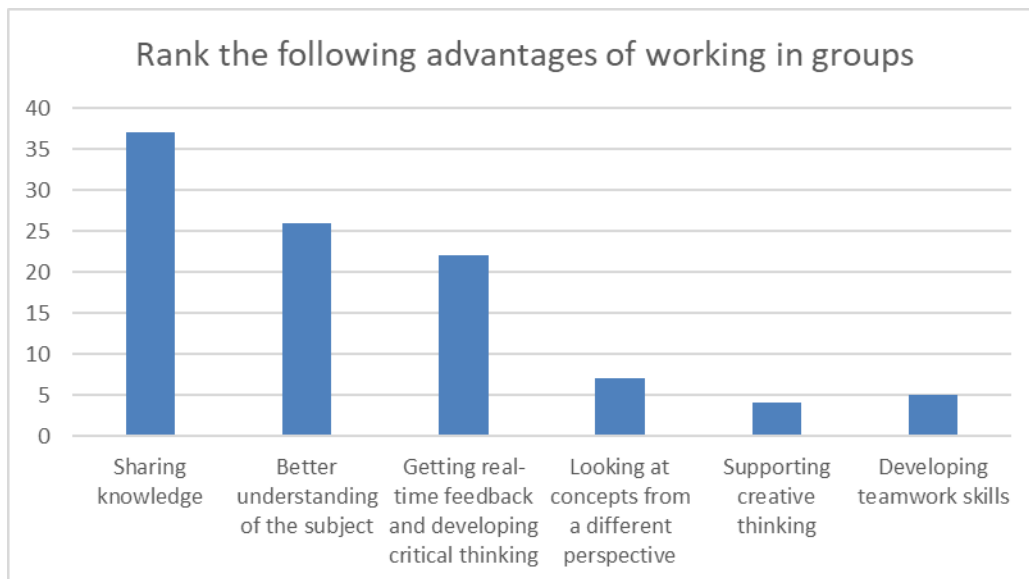 Rank the following advantages of working in groups
40
35
30
25
20
15
10
5
0
Sharing
knowledge
Better
understanding
of the subject
Getting real-
time feedback
and developing
critical thinking
Looking at
concepts from
a different
perspective
Supporting
creative
thinking
Developing
teamwork skills